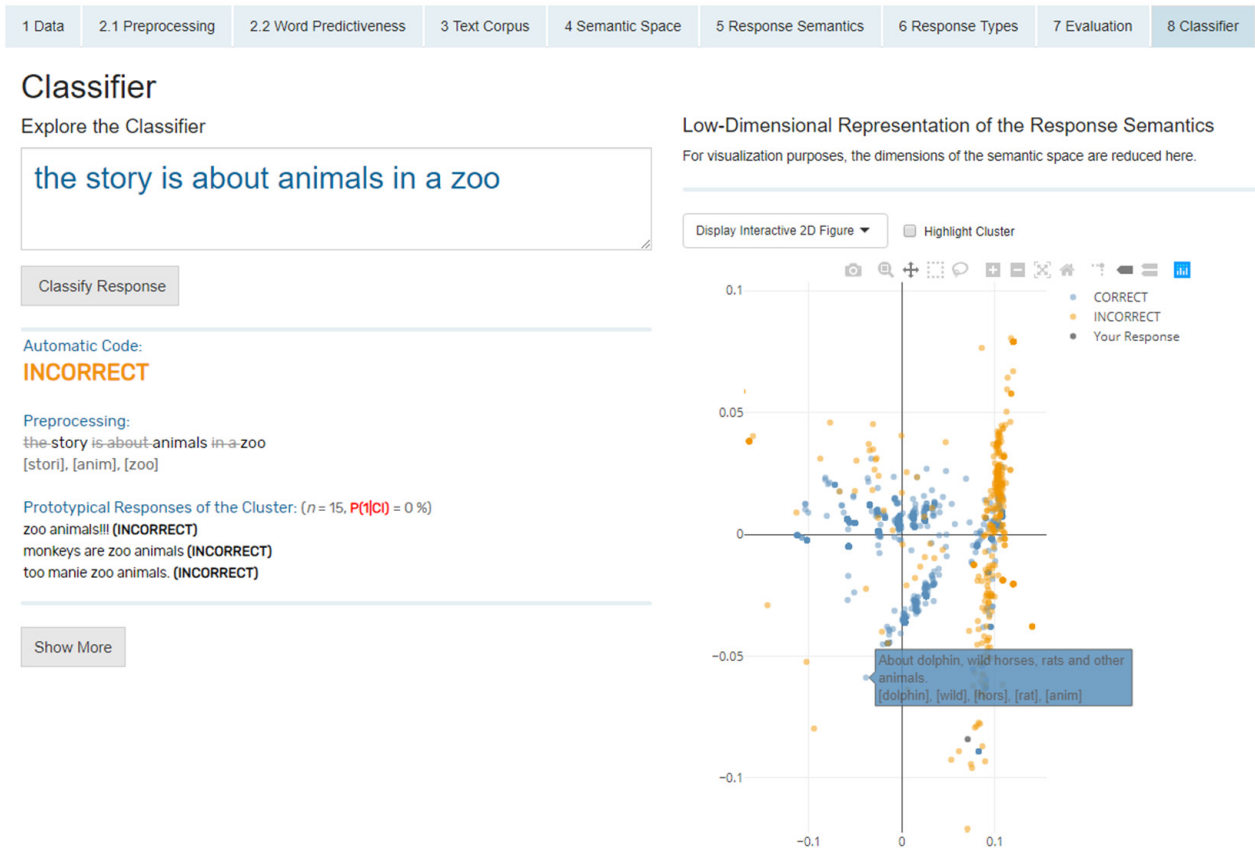 1 Data
2.1 Preprocessing
2.2 Word Predictiveness
3 Text Corpus
4 Semantic Space
5 Response Semantics
6 Response Types
7 Evaluation
8 Classifier
Classifier
Explore the Classifier
the story is about animals in a zoo
Classify Response
Automatic Code:
INCORRECT
Preprocessing:
the story is about animals in a zoo
[stori], [anim], [zoo]
Prototypical Responses of the Cluster: (n = 15, P(1|Cl) = 0 %)
zoo animals!!! (INCORRECT)
monkeys are zoo animals (INCORRECT)
too manie zoo animals. (INCORRECT)
Show More
Low-Dimensional Representation of the Response Semantics
For visualization purposes, the dimensions of the semantic space are reduced here.
Display Interactive 2D Figure
Highlight Cluster
CORRECT
INCORRECT
Your Response
0.1
0.05
0
−0.05
−0.1
About dolphin, wild horses, rats and other
animals.
[dolphin], [wild], [hors], [rat], [anim]
−0.1
0
0.1